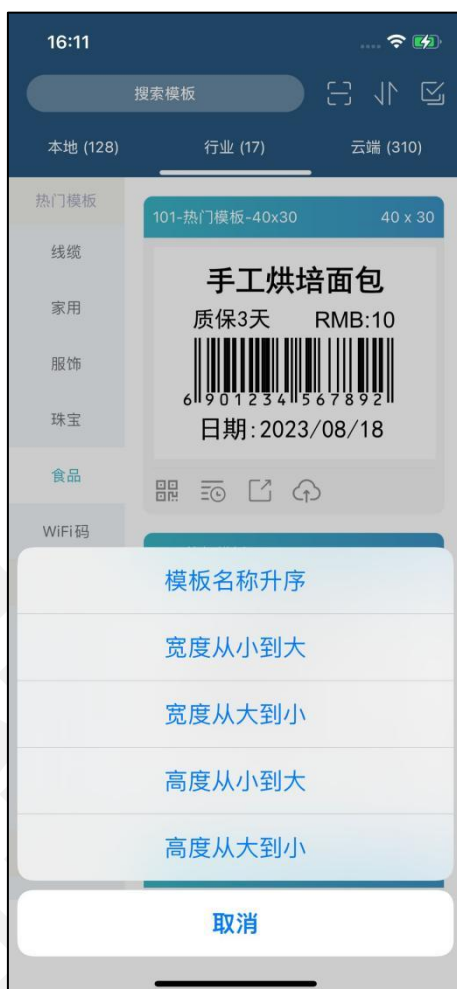 16:11
搜索模板
本地 (128)
行业 (17)
云端 (310)
热门模板
线缆
家用
服饰
珠宝
食品
WiFi码
101-热门模板-40x30
40 x 30
手工烘培面包
质保3天 RMB:10
6 901234 567892
日期:2023/08/18
模板名称升序
宽度从小到大
宽度从大到小
高度从小到大
高度从大到小
取消